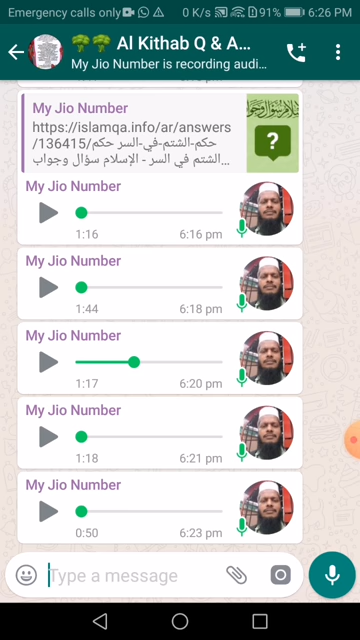 Emergency calls only 0 K/s 91% 6:26 PM
Al Kithab Q & A...
My Jio Number is recording audi...
My Jio Number
https://islamqa.info/ar/answers
/136415/حكم-الشتم-في-السر حكم
الشتم في السر - الإسلام سؤال وجواب...
?
My Jio Number
1:16 6:16 pm
My Jio Number
1:44 6:18 pm
My Jio Number
1:17 6:20 pm
My Jio Number
1:18 6:21 pm
My Jio Number
0:50 6:23 pm
Type a message